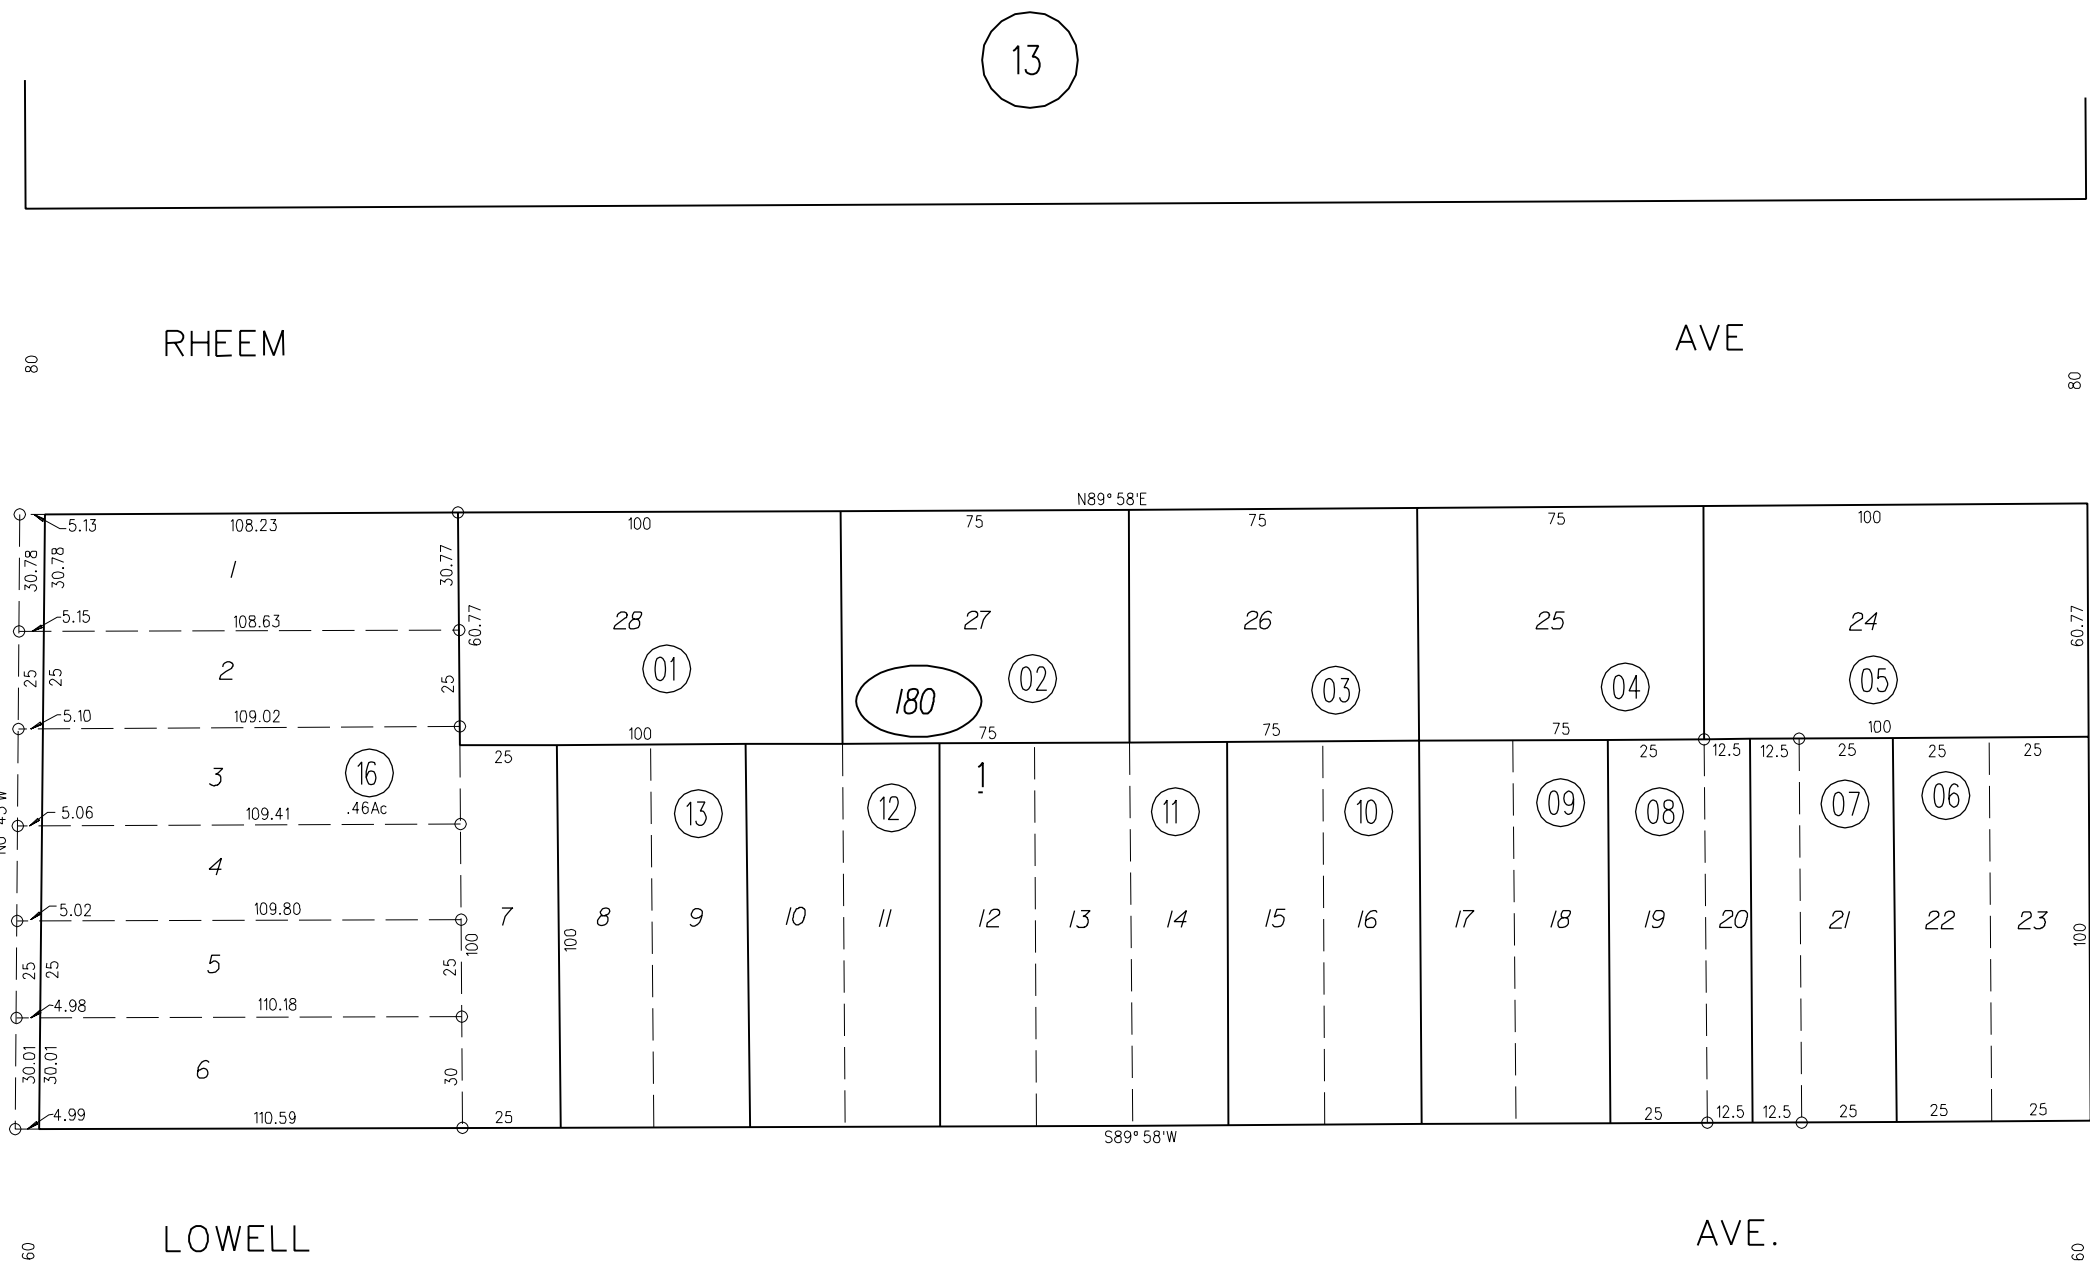 13
RHEEM AVE
80 80
N89° 58'E
5.13 108.23 100 75 75 75 100
30.78 30.78 1 30.77
5.15 108.63 60.77 28 27 26 25 24 60.77
25 25 2 25 01 180 02 03 04 05
5.10 109.02 100 75 75 75 100
25 25 12.5 12.5 25 25 25
3 16 1
.46Ac
5.06 109.41 13 12 11 10 09 08 07 06
4
5.02 109.80 7 8 9 10 11 12 13 14 15 16 17 18 19 20 21 22 23
100 100 100
25 25 5 25
4.98 110.18
30.01 30.01 6 30
4.99 110.59 25 25 12.5 12.5 25 25 25
S89° 58'W
LOWELL AVE.
60 60